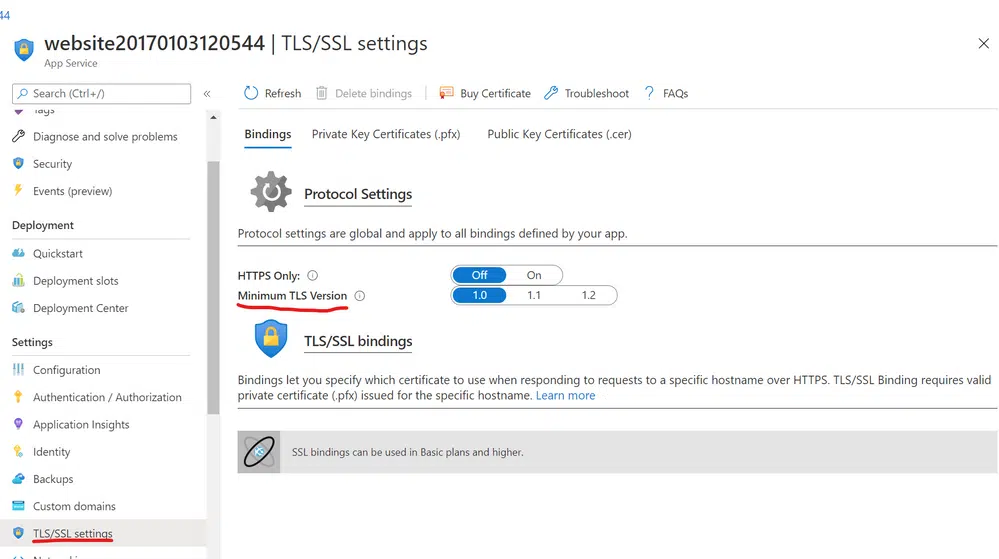 44
website20170103120544 | TLS/SSL settings
App Service
Search (Ctrl+/)
«
Refresh
Delete bindings
Buy Certificate
Troubleshoot
? FAQs
Tags
Diagnose and solve problems
Security
Events (preview)
Deployment
Quickstart
Deployment slots
Deployment Center
Settings
Configuration
Authentication / Authorization
Application Insights
Identity
Backups
Custom domains
TLS/SSL settings
Bindings
Private Key Certificates (.pfx)
Public Key Certificates (.cer)
Protocol Settings
Protocol settings are global and apply to all bindings defined by your app.
HTTPS Only:
Off On
Minimum TLS Version
1.0 1.1 1.2
TLS/SSL bindings
Bindings let you specify which certificate to use when responding to requests to a specific hostname over HTTPS. TLS/SSL Binding requires valid
private certificate (.pfx) issued for the specific hostname. Learn more
SSL bindings can be used in Basic plans and higher.